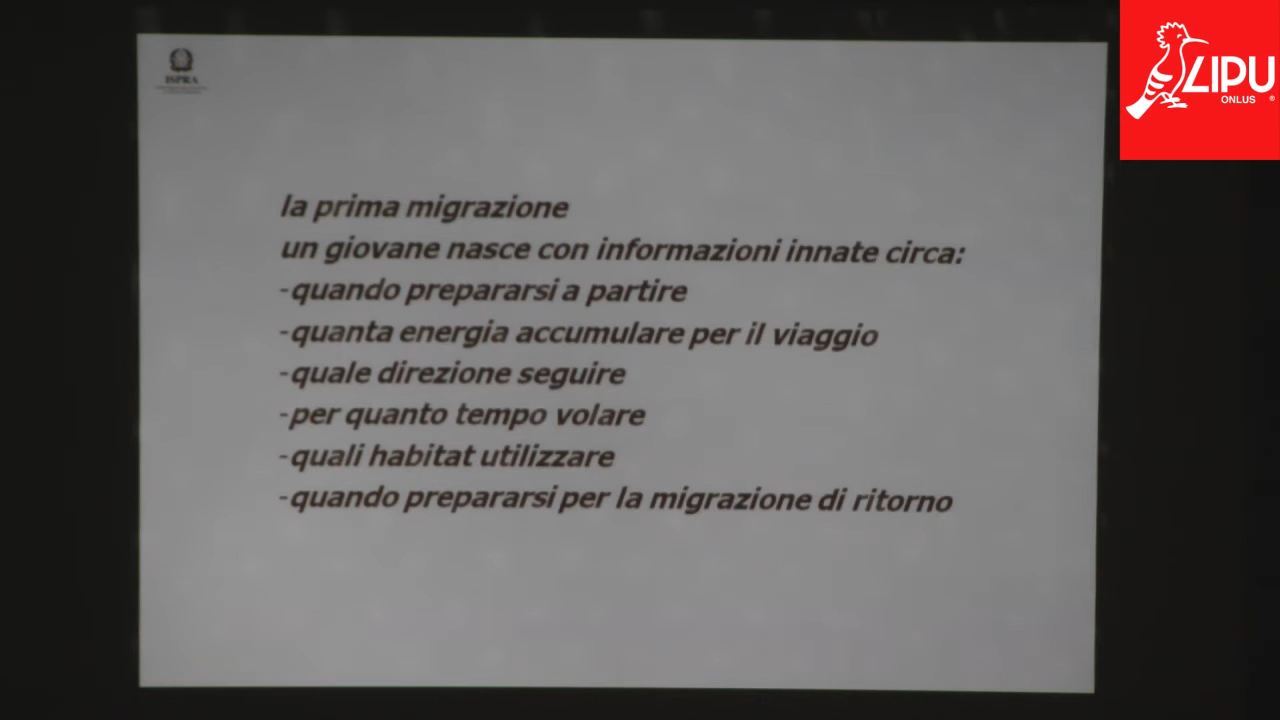 ISPRA
LIPU
ONLUS ®
la prima migrazione
un giovane nasce con informazioni innate circa:
-quando prepararsi a partire
-quanta energia accumulare per il viaggio
-quale direzione seguire
-per quanto tempo volare
-quali habitat utilizzare
-quando prepararsi per la migrazione di ritorno